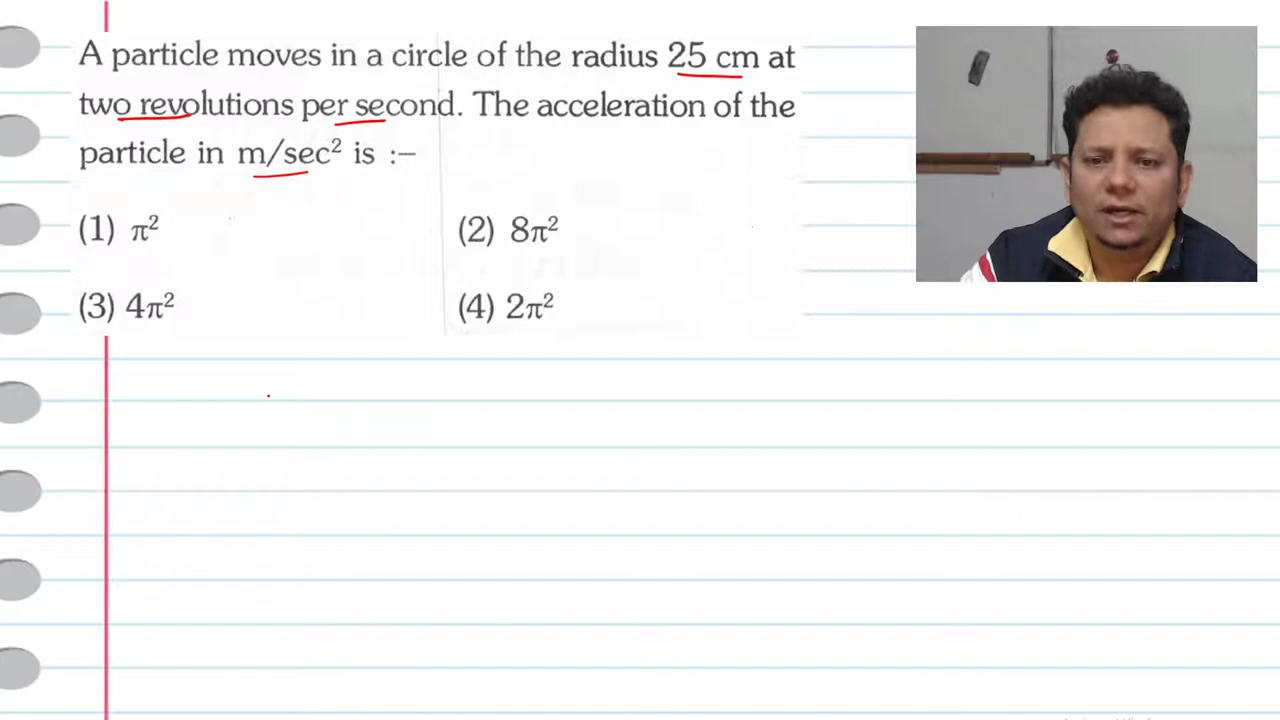 A particle moves in a circle of the radius 25 cm at
two revolutions per second. The acceleration of the
particle in m/sec² is :–
(1) π²
(2) 8π²
(3) 4π²
(4) 2π²